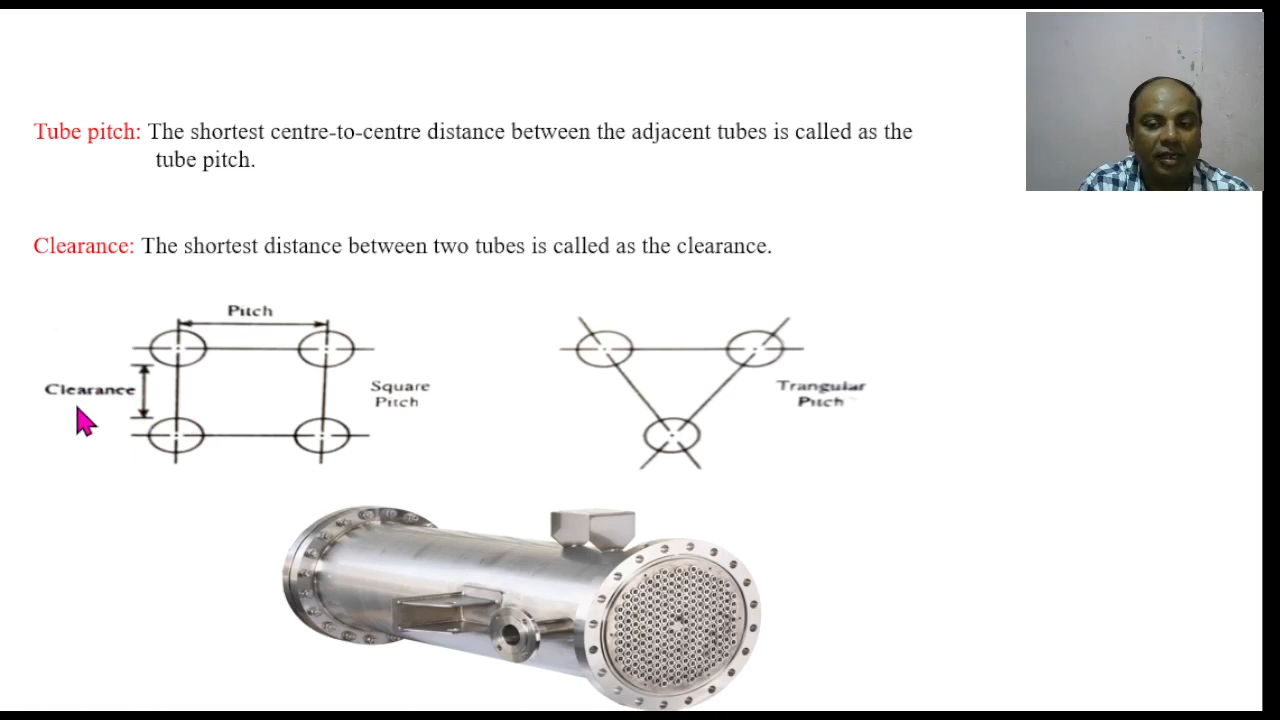 Tube pitch: The shortest centre-to-centre distance between the adjacent tubes is called as the
tube pitch.
Clearance: The shortest distance between two tubes is called as the clearance.
Pitch
Clearance
Square
Pitch
Trangular
Pitch